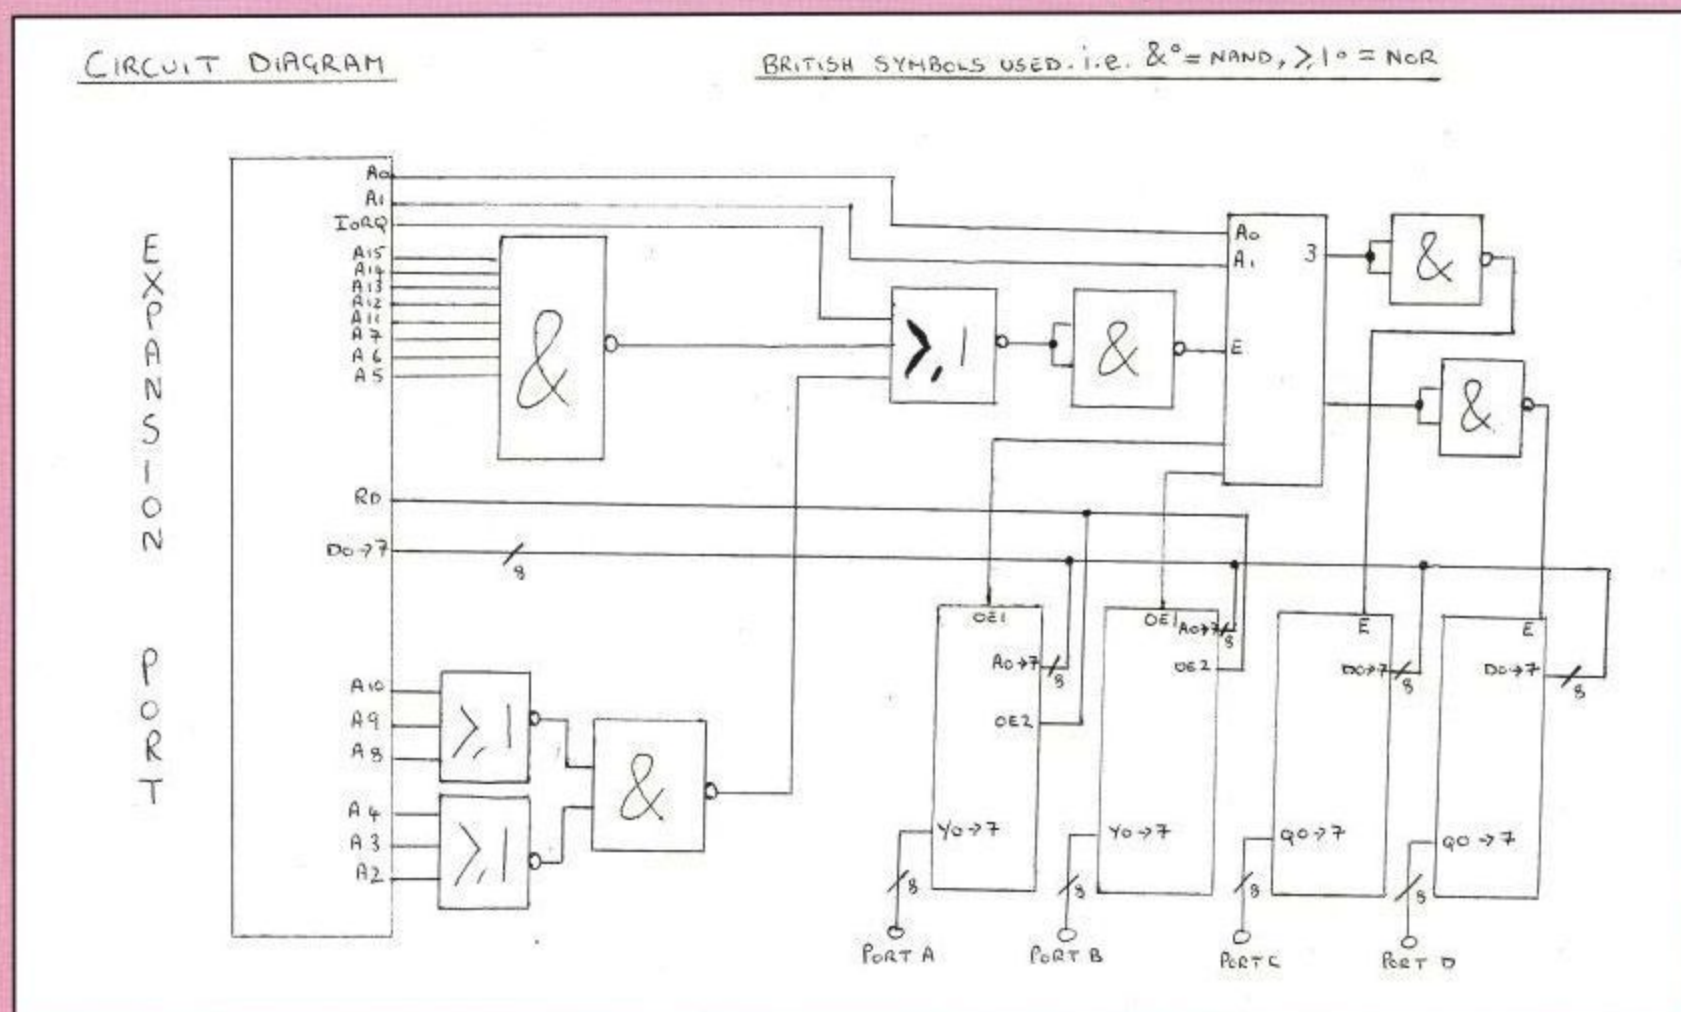 CIRCUIT DIAGRAM
BRITISH SYMBOLS USED. i.e. &° = NAND, ≥1° = NOR
EXPANSION PORT
A0
A1
IORQ
A15
A14
A13
A12
A11
A7
A6
A5
&
≥1
&
A0
A1
E
3
&
&
RD
D0→7
8
A10
A9
A8
≥1
A4
A3
A2
≥1
&
OE1
A0→7
8
OE2
Y0→7
8
PORT A
OE1
A0→7
8
OE2
Y0→7
8
PORT B
E
D0→7
8
Q0→7
8
PORT C
E
D0→7
8
Q0→7
8
PORT D